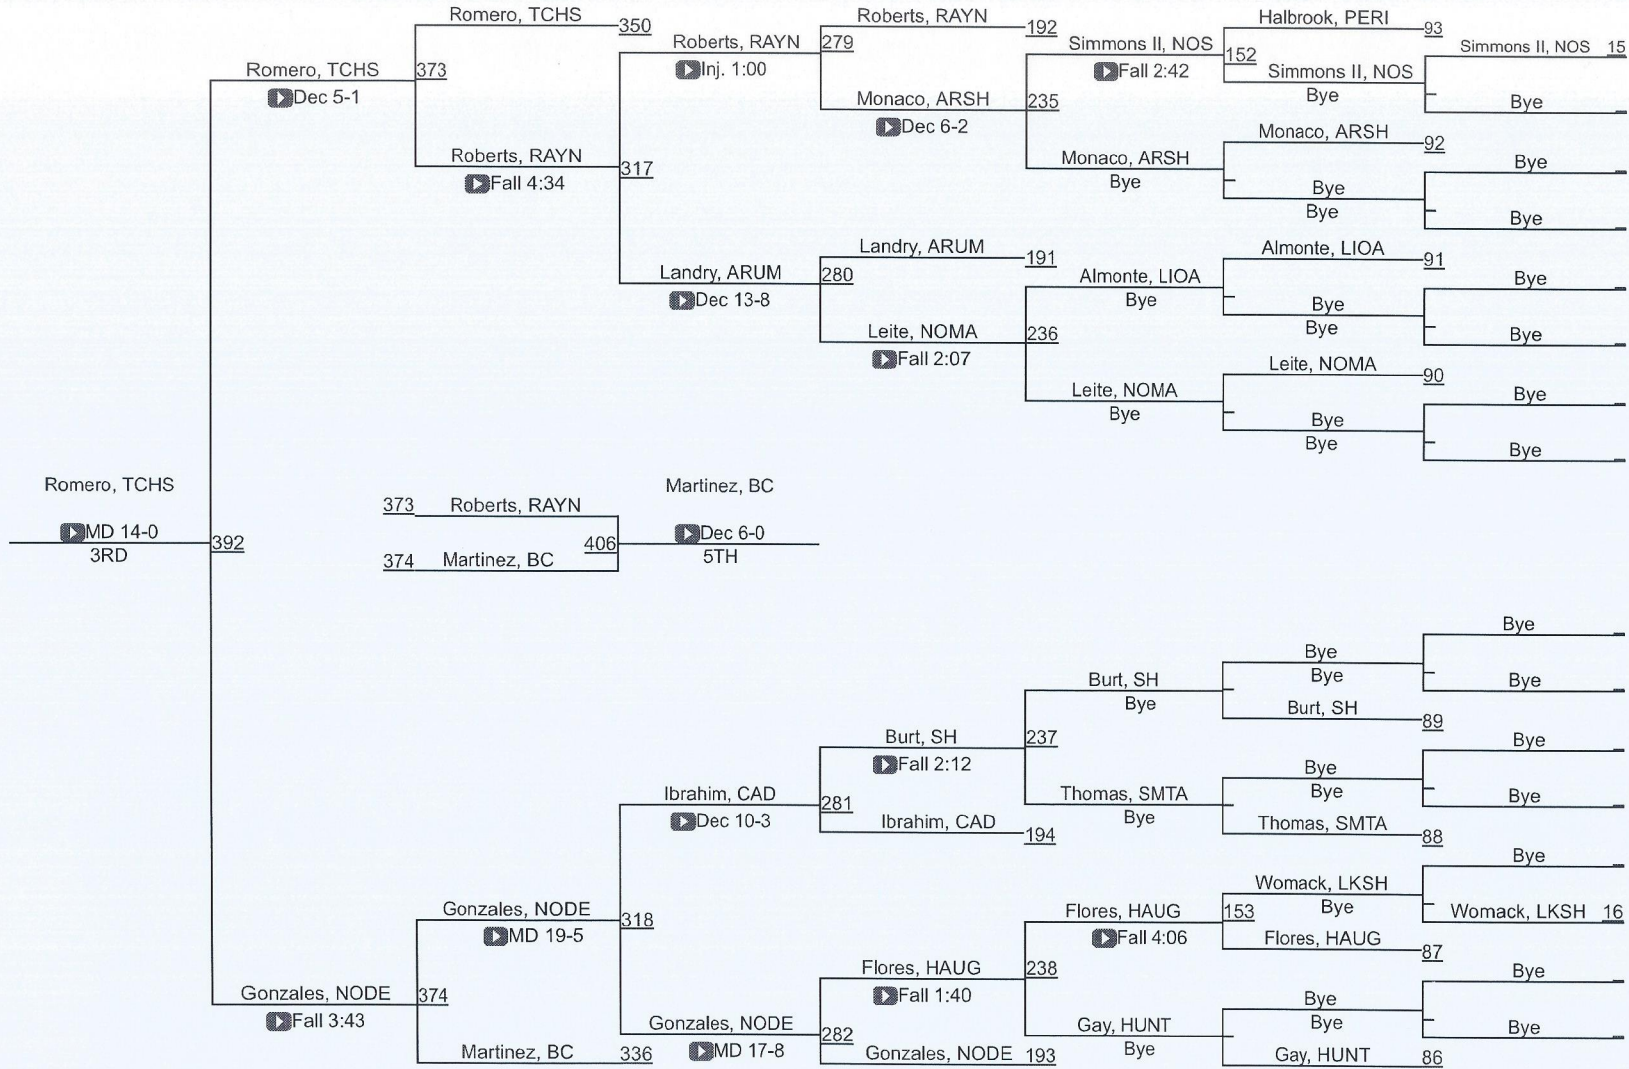 Romero, TCHS 350
Romero, TCHS
Dec 5-1
373
Roberts, RAYN
Fall 4:34
Roberts, RAYN
Inj. 1:00
317
Landry, ARUM
Dec 13-8
Roberts, RAYN 192
279
Monaco, ARSH
Dec 6-2
Landry, ARUM 191
280
Leite, NOMA
Fall 2:07
Simmons II, NOS
Fall 2:42
235
Monaco, ARSH
Bye
Almonte, LIOA
Bye
236
Leite, NOMA
Bye
Halbrook, PERI 93
152
Simmons II, NOS
Bye
Monaco, ARSH 92
Bye
Bye
Almonte, LIOA 91
Bye
Bye
Leite, NOMA 90
Bye
Bye
Simmons II, NOS 15
Bye
Bye
Bye
Bye
Bye
Bye
Bye
Romero, TCHS
MD 14-0
3RD
392
373 Roberts, RAYN
406
374 Martinez, BC
Martinez, BC
Dec 6-0
5TH
Gonzales, NODE
Fall 3:43
374
Gonzales, NODE
MD 19-5
Martinez, BC 336
318
Ibrahim, CAD
Dec 10-3
Gonzales, NODE
MD 17-8
281
Burt, SH
Fall 2:12
Ibrahim, CAD 194
282
Flores, HAUG
Fall 1:40
Gonzales, NODE 193
237
Burt, SH
Bye
Thomas, SMTA
Bye
238
Flores, HAUG
Fall 4:06
Gay, HUNT
Bye
Bye
Bye
Burt, SH 89
Bye
Bye
Thomas, SMTA 88
Womack, LKSH
Bye
153
Flores, HAUG 87
Bye
Bye
Gay, HUNT 86
Bye
Bye
Bye
Bye
Bye
Womack, LKSH 16
Bye
Bye